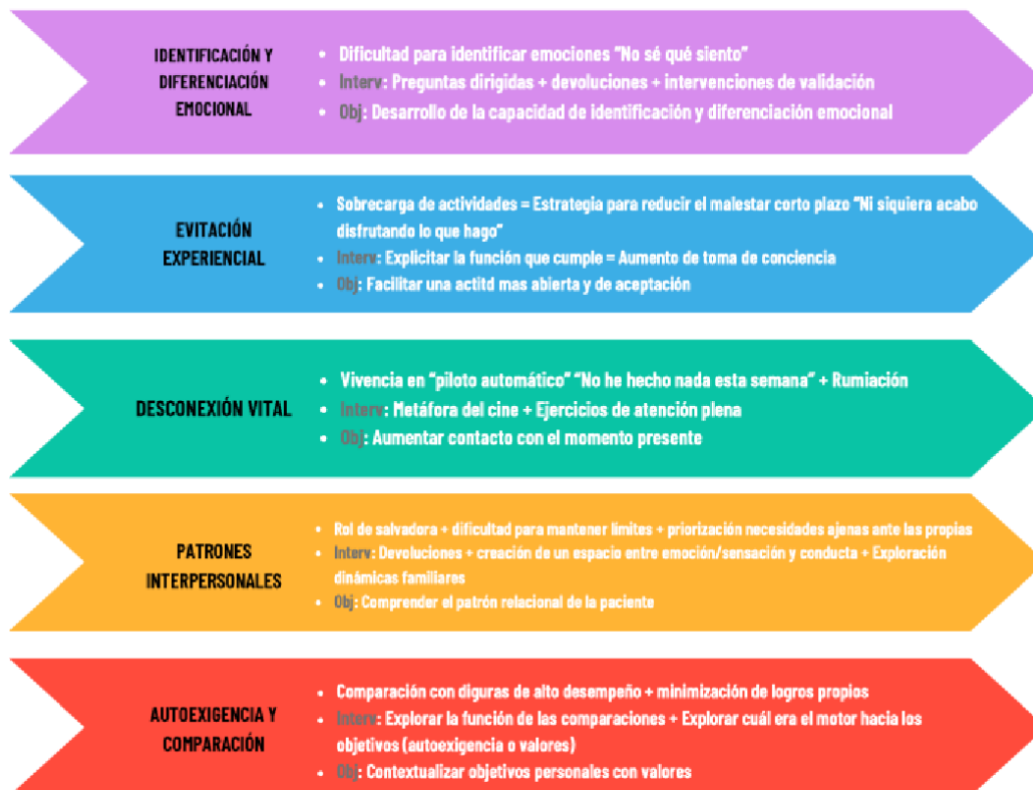 IDENTIFICACIÓN Y
DIFERENCIACIÓN
EMOCIONAL
• Dificultad para identificar emociones "No sé qué siento"
• Interv: Preguntas dirigidas + devoluciones + intervenciones de validación
• Obj: Desarrollo de la capacidad de identificación y diferenciación emocional
EVITACIÓN
EXPERIENCIAL
• Sobrecarga de actividades = Estrategia para reducir el malestar corto plazo "Ni siquiera acabo
disfrutando lo que hago"
• Interv: Explicitar la función que cumple = Aumento de toma de conciencia
• Obj: Facilitar una actitd mas abierta y de aceptación
DESCONEXIÓN VITAL
• Vivencia en "piloto automático" "No he hecho nada esta semana" + Rumiación
• Interv: Metáfora del cine + Ejercicios de atención plena
• Obj: Aumentar contacto con el momento presente
PATRONES
INTERPERSONALES
• Rol de salvadora + dificultad para mantener límites + priorización necesidades ajenas ante las propias
• Interv: Devoluciones + creación de un espacio entre emoción/sensación y conducta + Exploración
dinámicas familiares
• Obj: Comprender el patrón relacional de la paciente
AUTOEXIGENCIA Y
COMPARACIÓN
• Comparación con diguras de alto desempeño + minimización de logros propios
• Interv: Explorar la función de las comparaciones + Explorar cuál era el motor hacia los
objetivos (autoexigencia o valores)
• Obj: Contextualizar objetivos personales con valores